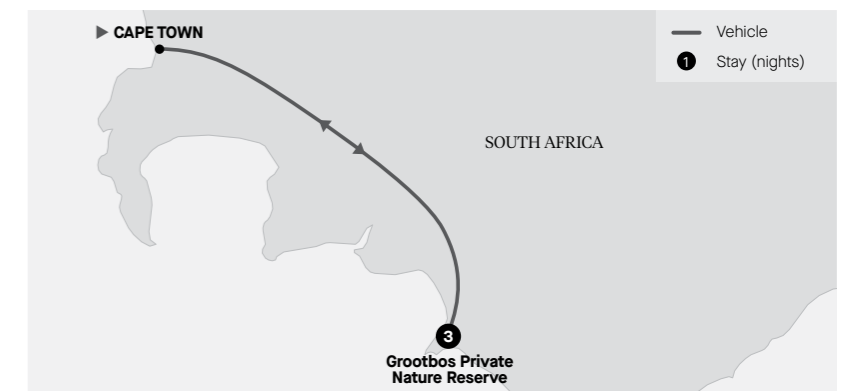 CAPE TOWN
Vehicle
1 Stay (nights)
SOUTH AFRICA
3
Grootbos Private
Nature Reserve